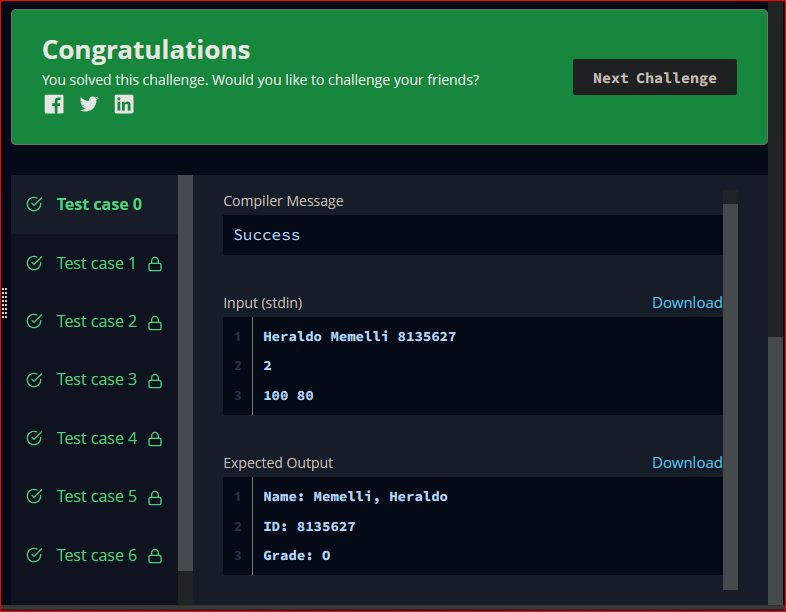 Congratulations
You solved this challenge. Would you like to challenge your friends?
Next Challenge
Test case 0
Test case 1
Test case 2
Test case 3
Test case 4
Test case 5
Test case 6
Compiler Message
Success
Input (stdin)
Download
1 Heraldo Memelli 8135627
2 2
3 100 80
Expected Output
Download
1 Name: Memelli, Heraldo
2 ID: 8135627
3 Grade: O